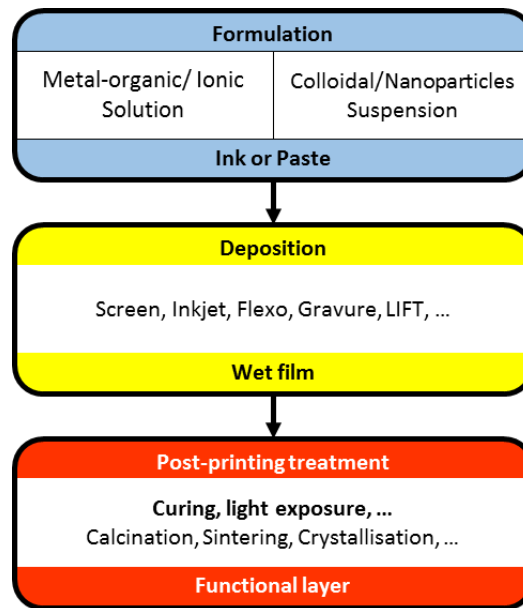 Formulation
Metal-organic/ Ionic
Solution
Colloidal/Nanoparticles
Suspension
Ink or Paste
Deposition
Screen, Inkjet, Flexo, Gravure, LIFT, ...
Wet film
Post-printing treatment
Curing, light exposure, ...
Calcination, Sintering, Crystallisation, ...
Functional layer